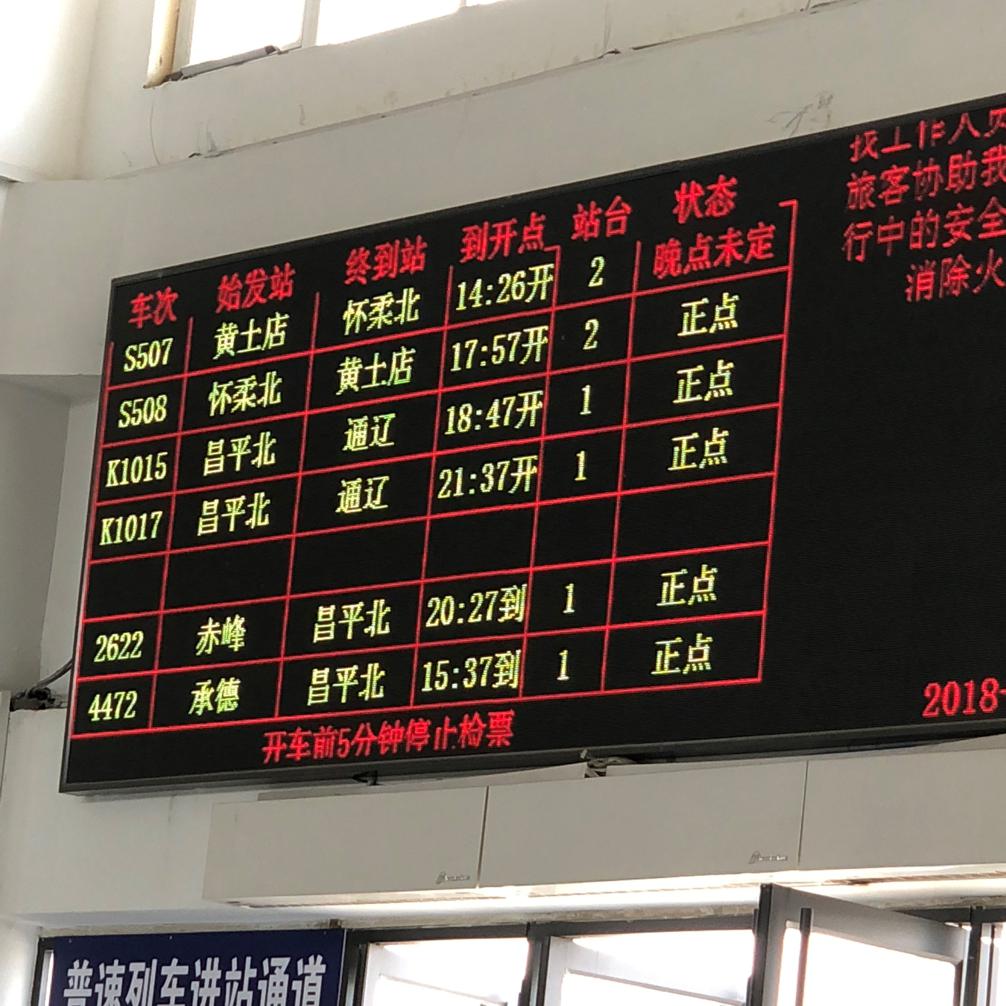 车次 始发站 终到站 到开点 站台 状态
S507 黄土店 怀柔北 14:26开 2 晚点未定
S508 怀柔北 黄土店 17:57开 2 正点
K1015 昌平北 通辽 18:47开 1 正点
K1017 昌平北 通辽 21:37开 1 正点
2622 赤峰 昌平北 20:27到 1 正点
4472 承德 昌平北 15:37到 1 正点
开车前5分钟停止检票
找工作人员
旅客协助我
行中的安全
消除火
2018-
普速列车进站通道